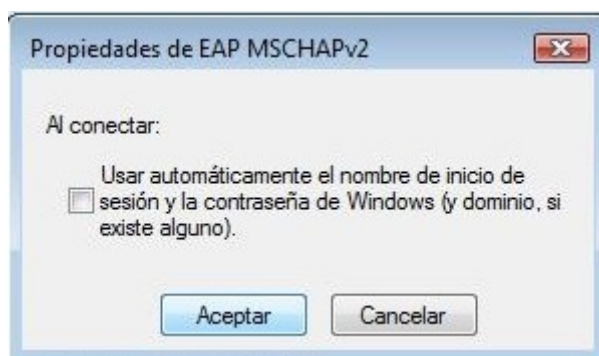 Propiedades de EAP MSCHAPv2
Al conectar:
Usar automáticamente el nombre de inicio de
sesión y la contraseña de Windows (y dominio, si
existe alguno).
Aceptar
Cancelar